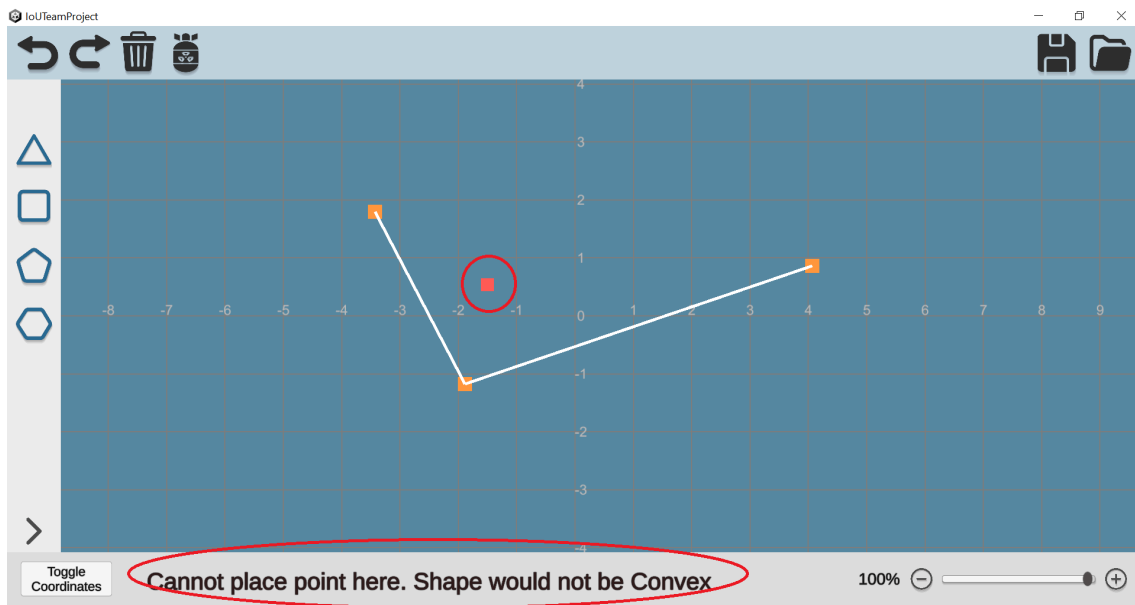 IoUTeamProject
4
3
2
1
-8 -7 -6 -5 -4 -3 -2 -1 0 1 2 3 4 5 6 7 8 9
-1
-2
-3
-4
Toggle
Coordinates
Cannot place point here. Shape would not be Convex
100%